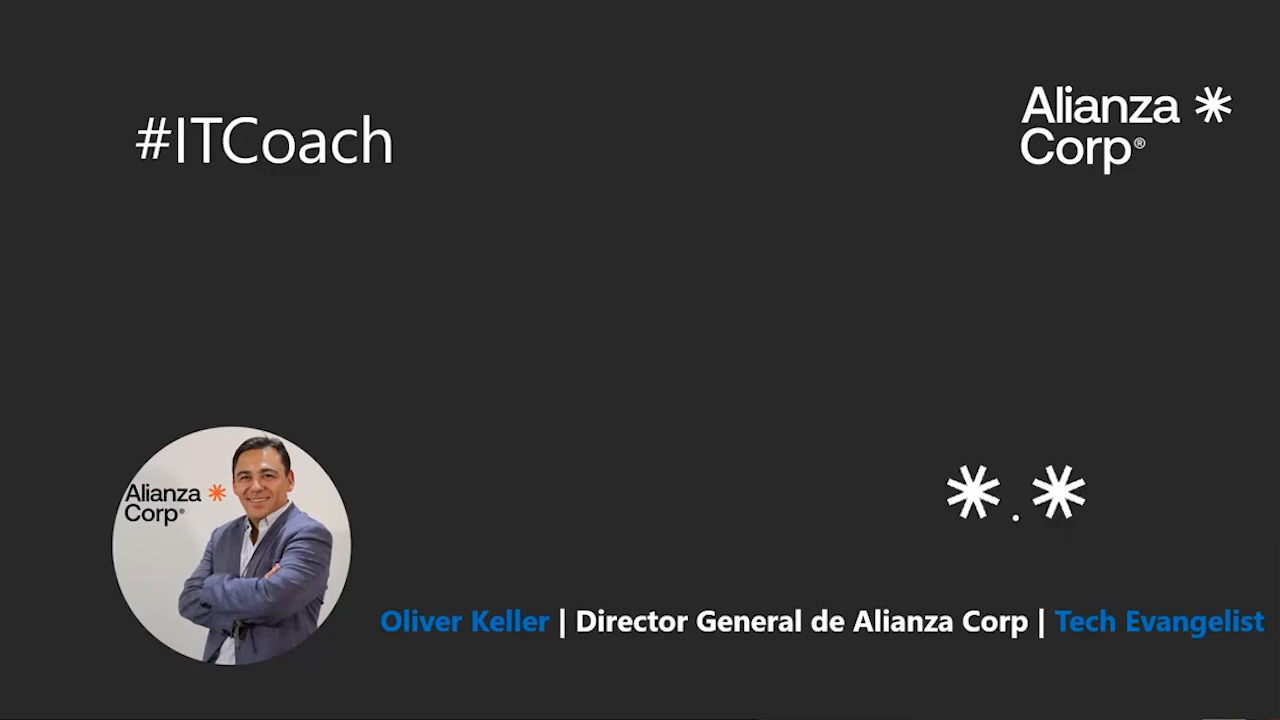 #ITCoach
Alianza
Corp®
Alianza
Corp®
*.*
Oliver Keller | Director General de Alianza Corp | Tech Evangelist